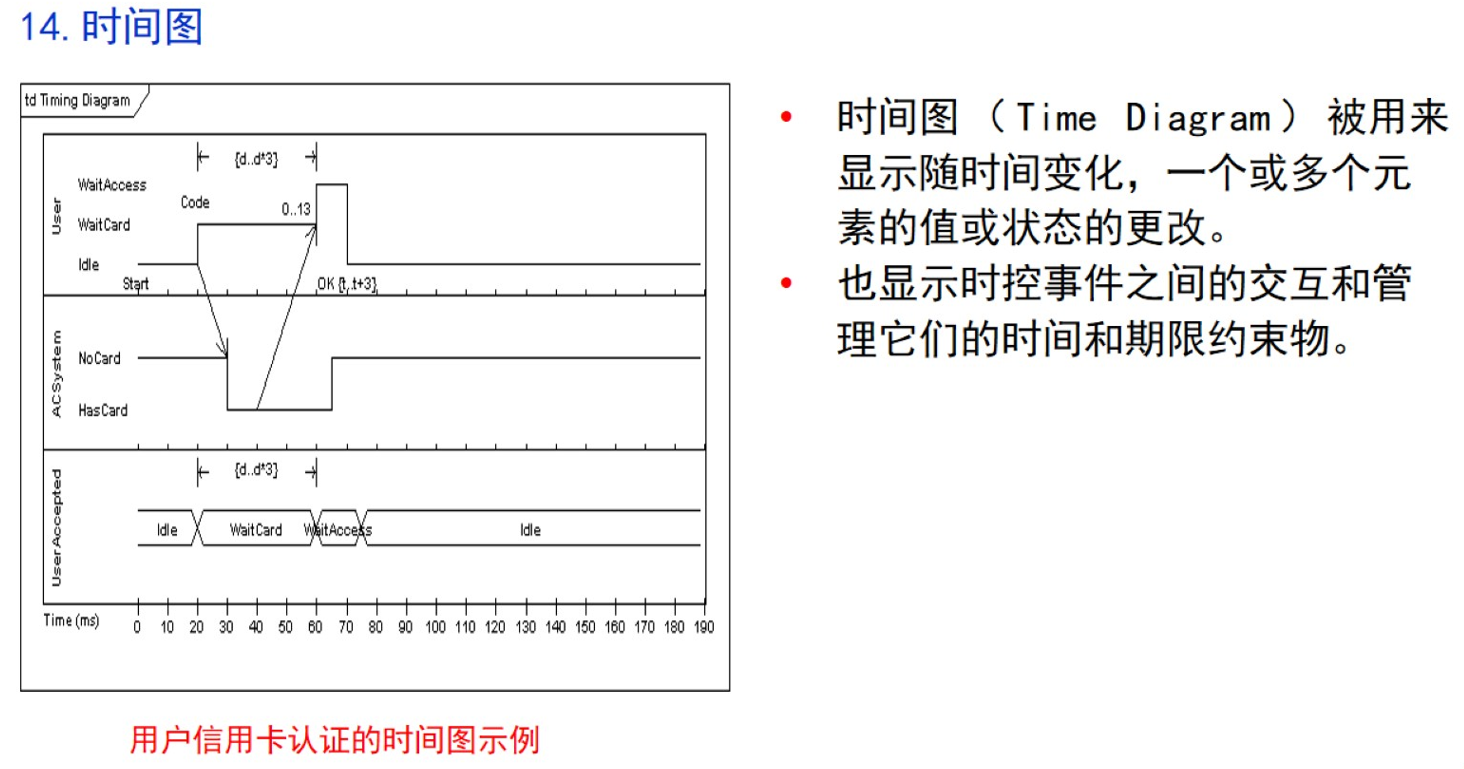 14. 时间图
td Timing Diagram
{d..d*3}
WaitAccess
Code
0..13
WaitCard
User
Idle
Start
OK {t..t+3}
NoCard
ACSystem
HasCard
{d..d*3}
UserAccepted
Idle
WaitCard
WaitAccess
Idle
Time (ms)
0 10 20 30 40 50 60 70 80 90 100 110 120 130 140 150 160 170 180 190
用户信用卡认证的时间图示例
• 时间图 （Time Diagram） 被用来
显示随时间变化，一个或多个元
素的值或状态的更改。
• 也显示时控事件之间的交互和管
理它们的时间和期限约束物。